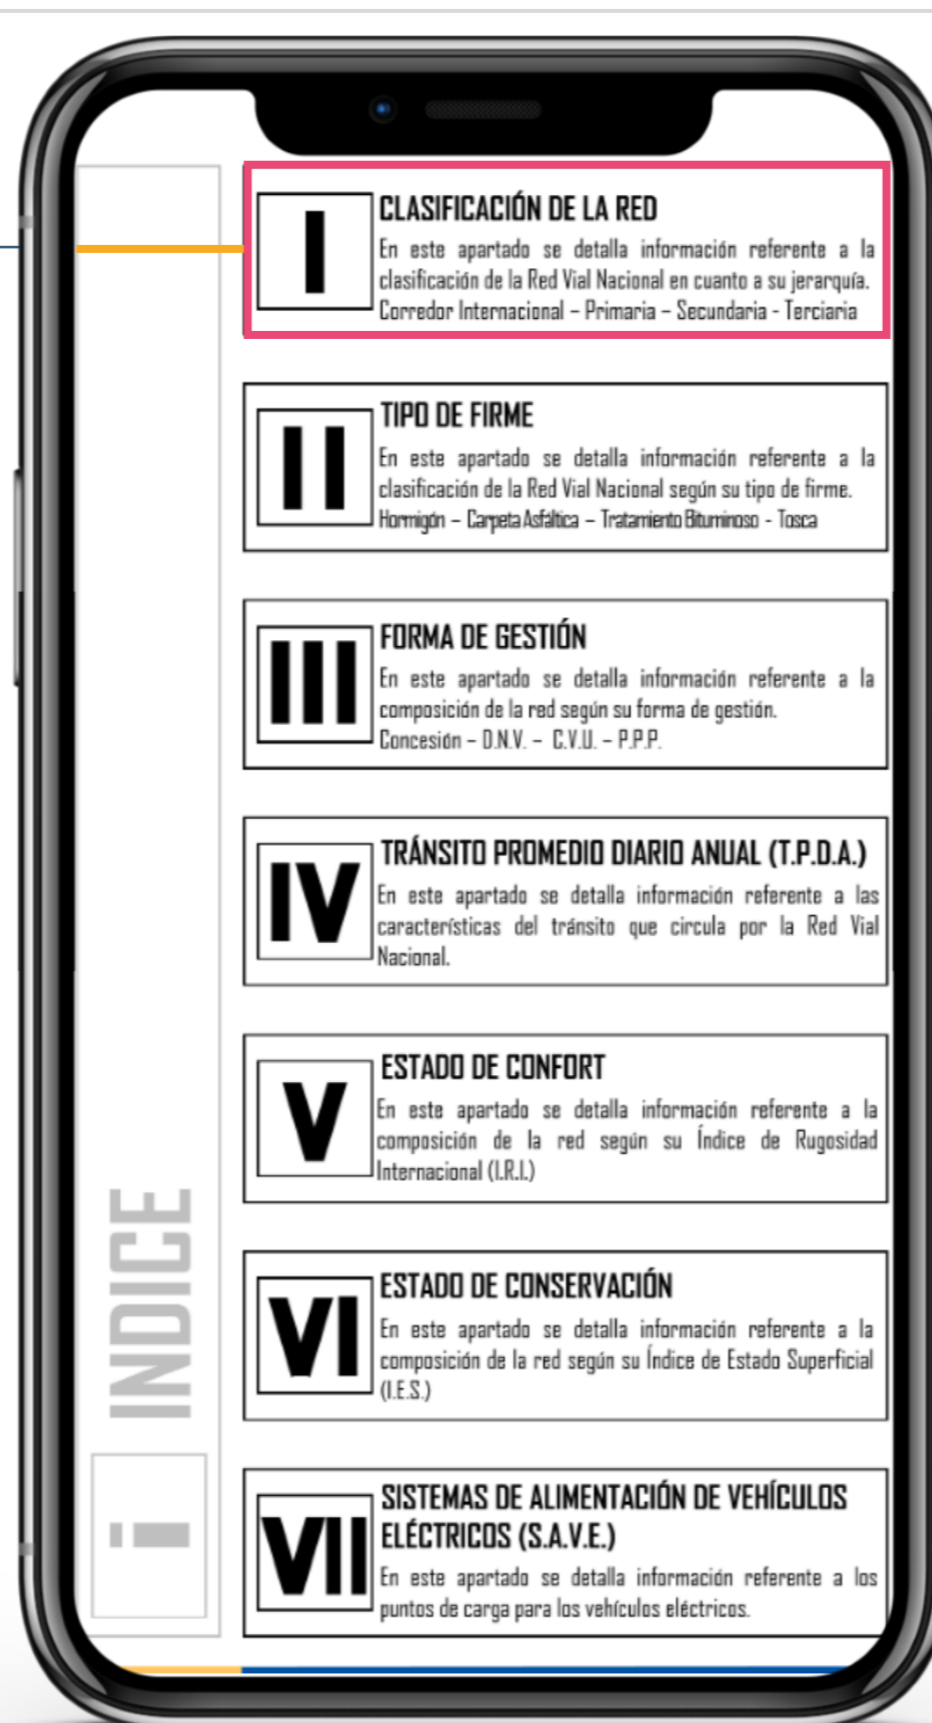 I
CLASIFICACIÓN DE LA RED
En este apartado se detalla información referente a la
clasificación de la Red Vial Nacional en cuanto a su jerarquía.
Corredor Internacional – Primaria – Secundaria - Terciaria
II
TIPO DE FIRME
En este apartado se detalla información referente a la
clasificación de la Red Vial Nacional según su tipo de firme.
Hormigón – Carpeta Asfáltica – Tratamiento Bituminoso - Tosca
III
FORMA DE GESTIÓN
En este apartado se detalla información referente a la
composición de la red según su forma de gestión.
Concesión – D.N.V. – C.V.U. – P.P.P.
IV
TRÁNSITO PROMEDIO DIARIO ANUAL (T.P.D.A.)
En este apartado se detalla información referente a las
características del tránsito que circula por la Red Vial
Nacional.
V
ESTADO DE CONFORT
En este apartado se detalla información referente a la
composición de la red según su Índice de Rugosidad
Internacional (I.R.I.)
VI
ESTADO DE CONSERVACIÓN
En este apartado se detalla información referente a la
composición de la red según su Índice de Estado Superficial
(I.E.S.)
VII
SISTEMAS DE ALIMENTACIÓN DE VEHÍCULOS
ELÉCTRICOS (S.A.V.E.)
En este apartado se detalla información referente a los
puntos de carga para los vehículos eléctricos.
i INDICE